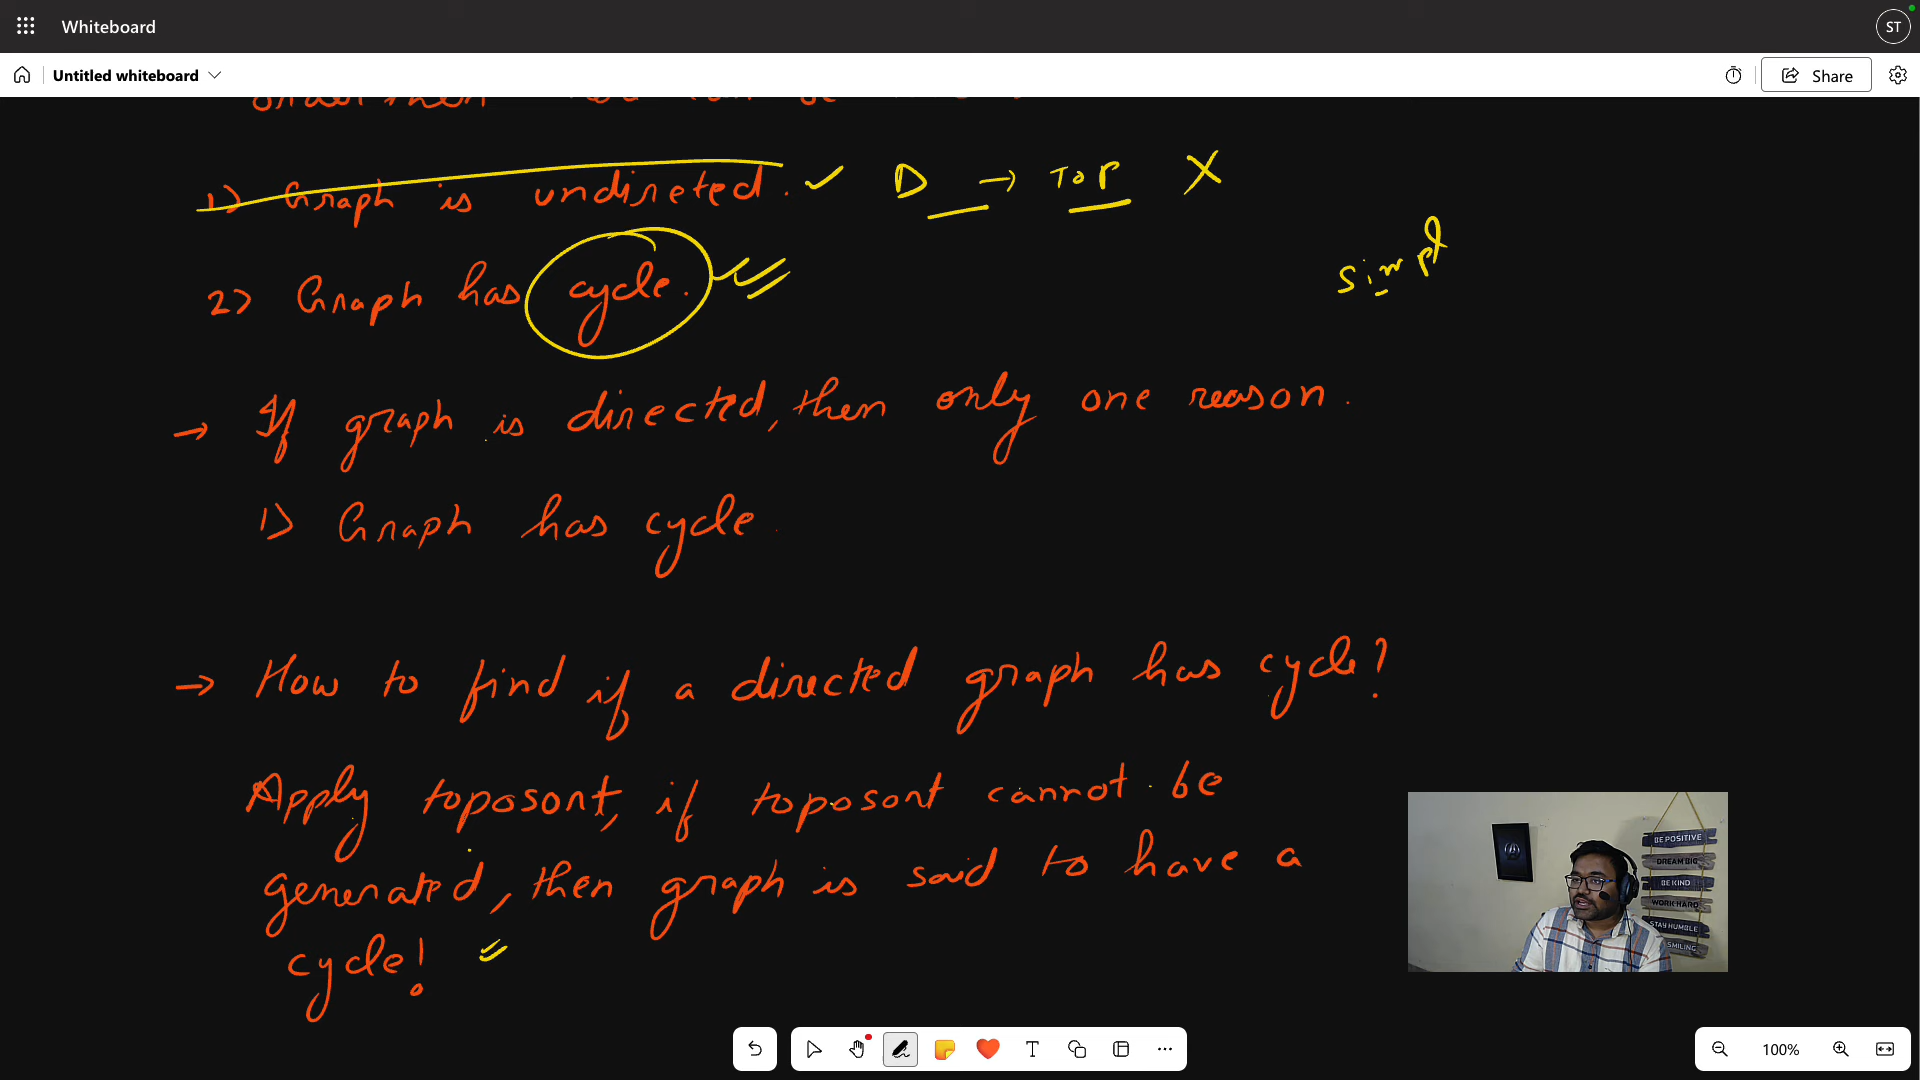 Whiteboard
ST
Untitled whiteboard
Share
1) Graph is undireted. D → TOP X
simpl
2) Graph has cycle.
→ If graph is directed, then only one reason.
1) Graph has cycle.
→ How to find if a directed graph has cycle?
Apply toposort, if toposort cannot be
generated, then graph is said to have a
cycle!
BE POSITIVE
DREAM BIG
BE KIND
WORK HARD
STAY HUMBLE
SMILING
100%